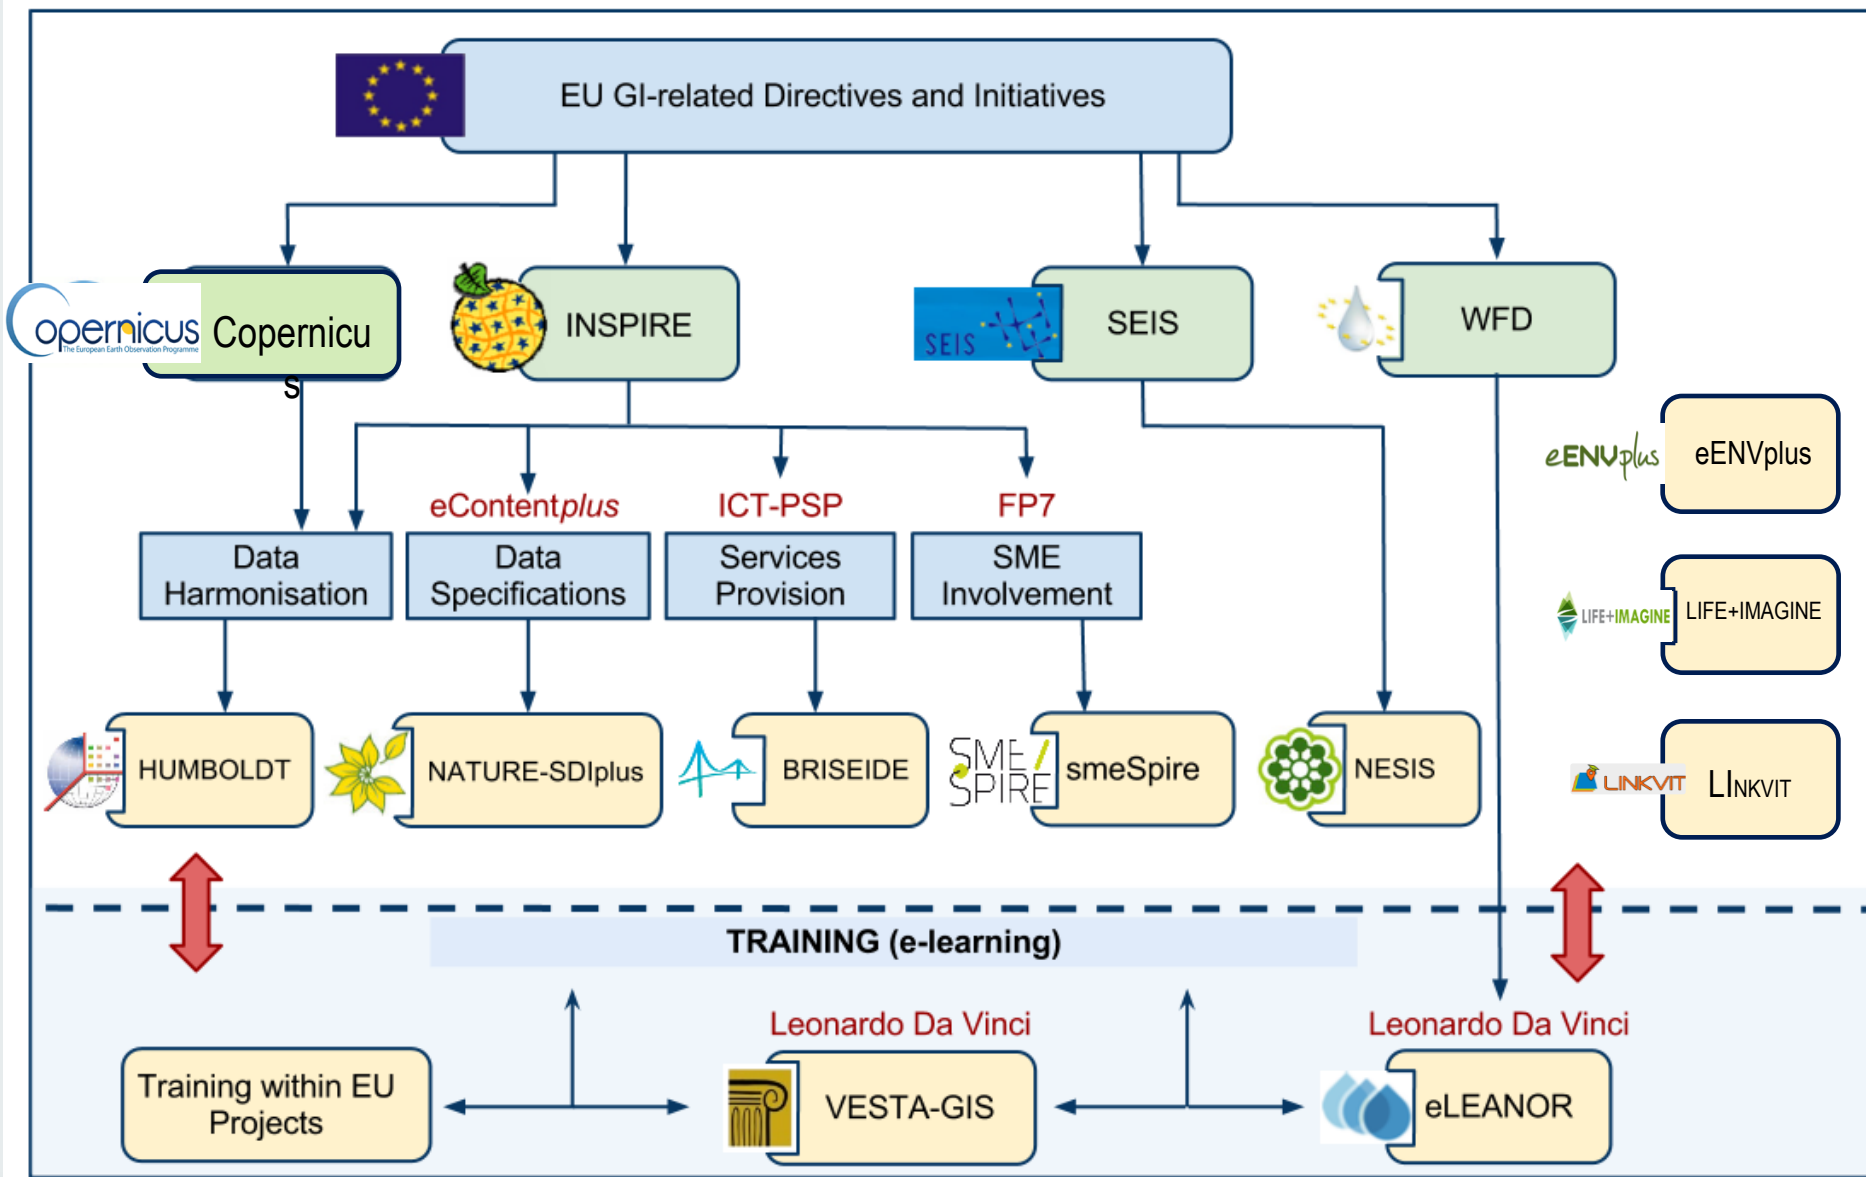 EU GI-related Directives and Initiatives
opernicus
The European Earth Observation Programme
Copernicu
s
INSPIRE
SEIS
SEIS
WFD
eENVplus
eENVplus
eContentplus
ICT-PSP
FP7
Data
Harmonisation
Data
Specifications
Services
Provision
SME
Involvement
LIFE+IMAGINE
LIFE+IMAGINE
HUMBOLDT
NATURE-SDIplus
BRISEIDE
SME/
SPIRE
smeSpire
NESIS
LINKVIT
LINKVIT
TRAINING (e-learning)
Leonardo Da Vinci
Leonardo Da Vinci
Training within EU
Projects
VESTA-GIS
eLEANOR